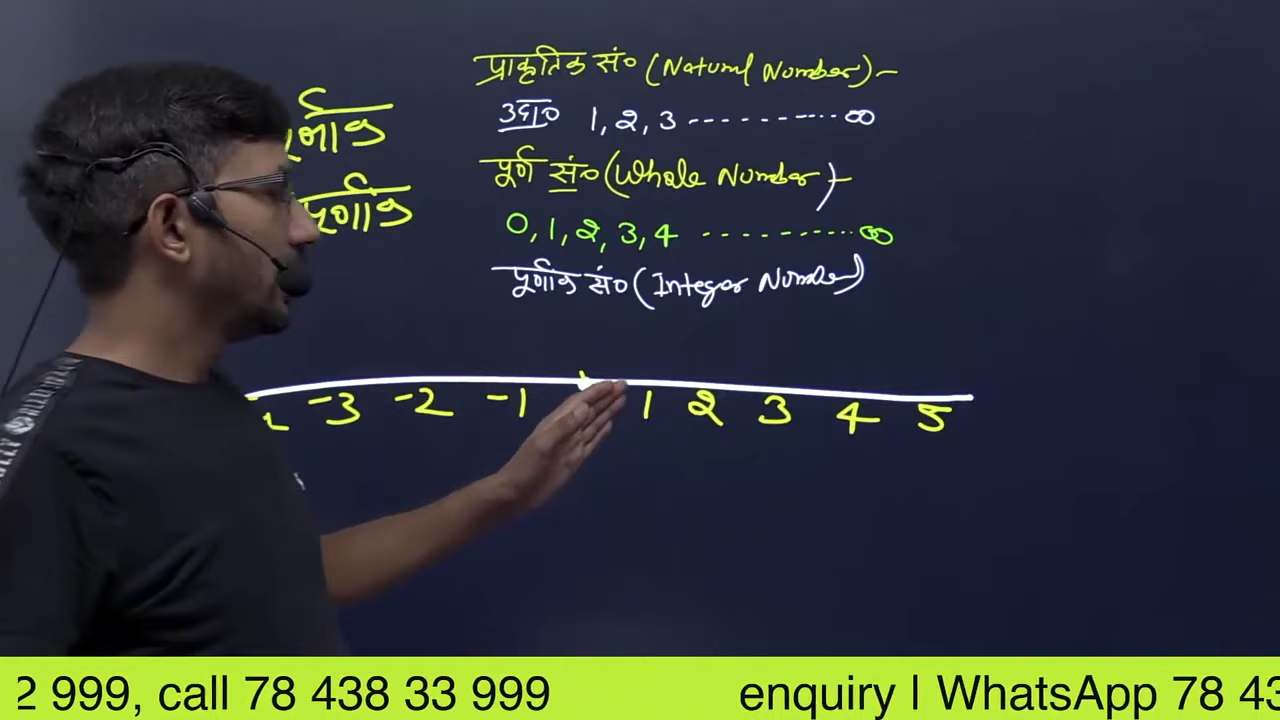 प्राकृतिक सं० (Natural Number) –
उदा० 1, 2, 3 ------------ ∞
पूर्ण सं० (Whole Number) –
0, 1, 2, 3, 4 ------------ ∞
पूर्णांक सं० (Integer Number)
पूर्णांक
-3 -2 -1 1 2 3 4 5
2 999, call 78 438 33 999 enquiry I WhatsApp 78 43